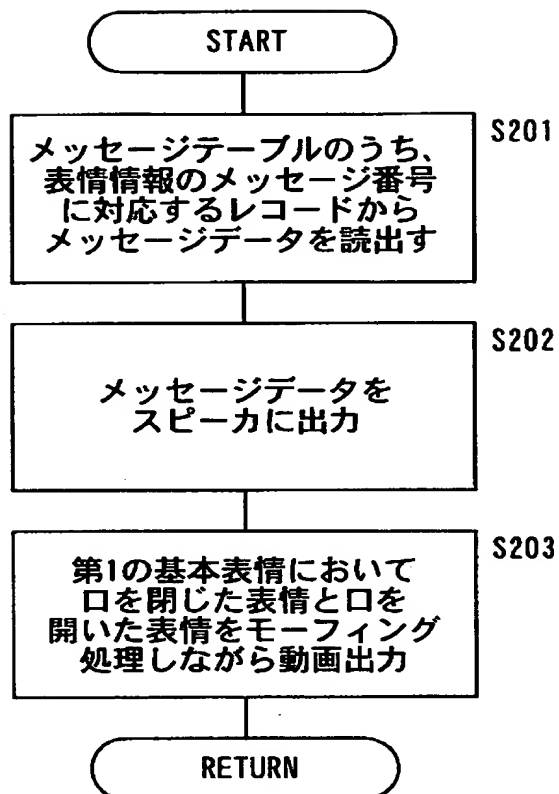 START
S201
メッセージテーブルのうち、
表情情報のメッセージ番号
に対応するレコードから
メッセージデータを読出す
S202
メッセージデータを
スピーカに出力
S203
第1の基本表情において
口を閉じた表情と口を
開いた表情をモーフィング
処理しながら動画出力
RETURN